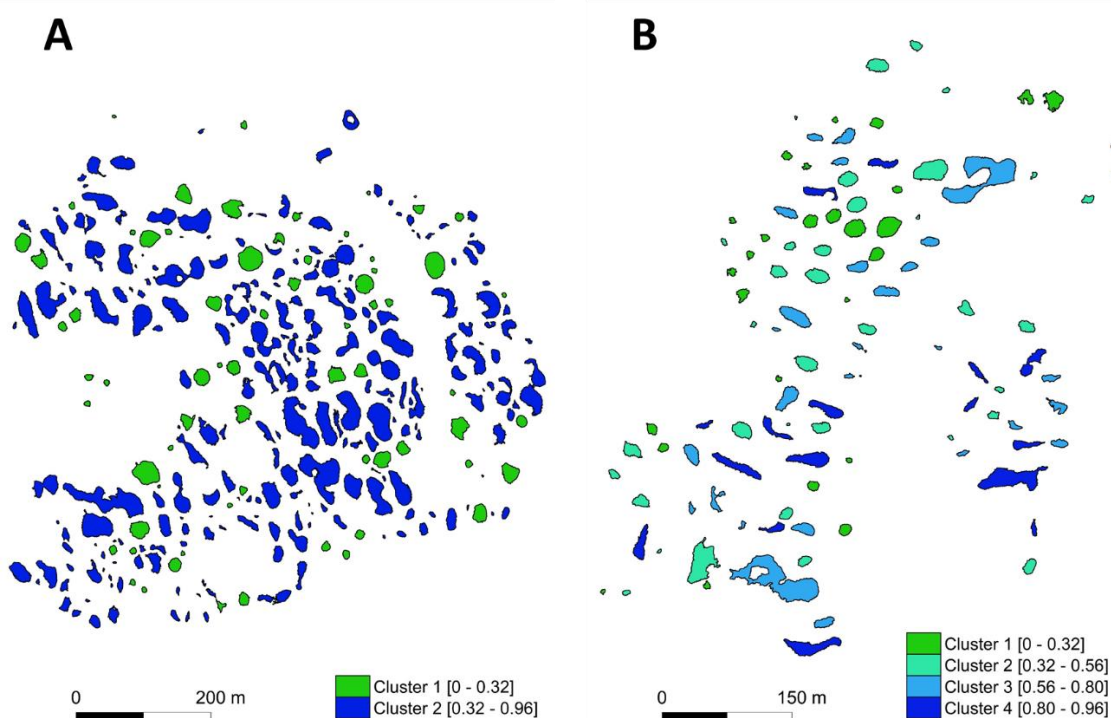 A
B
Cluster 1 [0 - 0.32]
Cluster 2 [0.32 - 0.96]
0 200 m
Cluster 1 [0 - 0.32]
Cluster 2 [0.32 - 0.56]
Cluster 3 [0.56 - 0.80]
Cluster 4 [0.80 - 0.96]
0 150 m